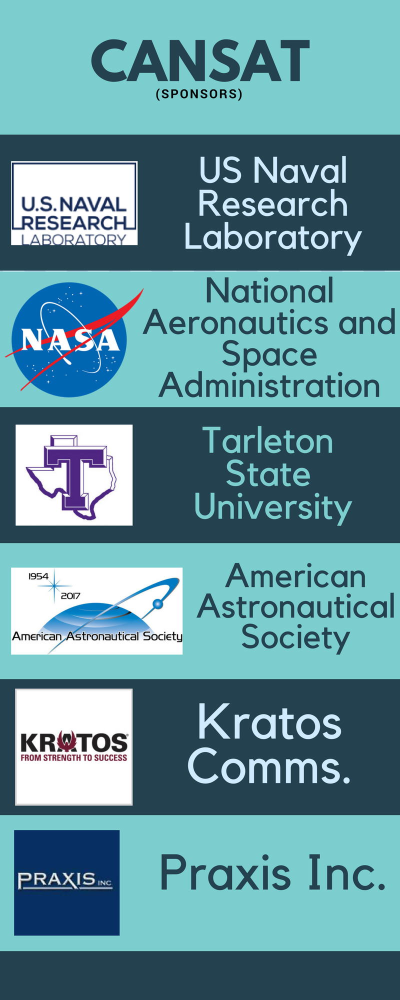 CANSAT
(SPONSORS)
U.S. NAVAL
RESEARCH
LABORATORY
US Naval
Research
Laboratory
NASA
National
Aeronautics and
Space
Administration
T
Tarleton
State
University
1954
2017
American Astronautical Society
American
Astronautical
Society
KRATOS®
FROM STRENGTH TO SUCCESS
Kratos
Comms.
PRAXIS INC
Praxis Inc.